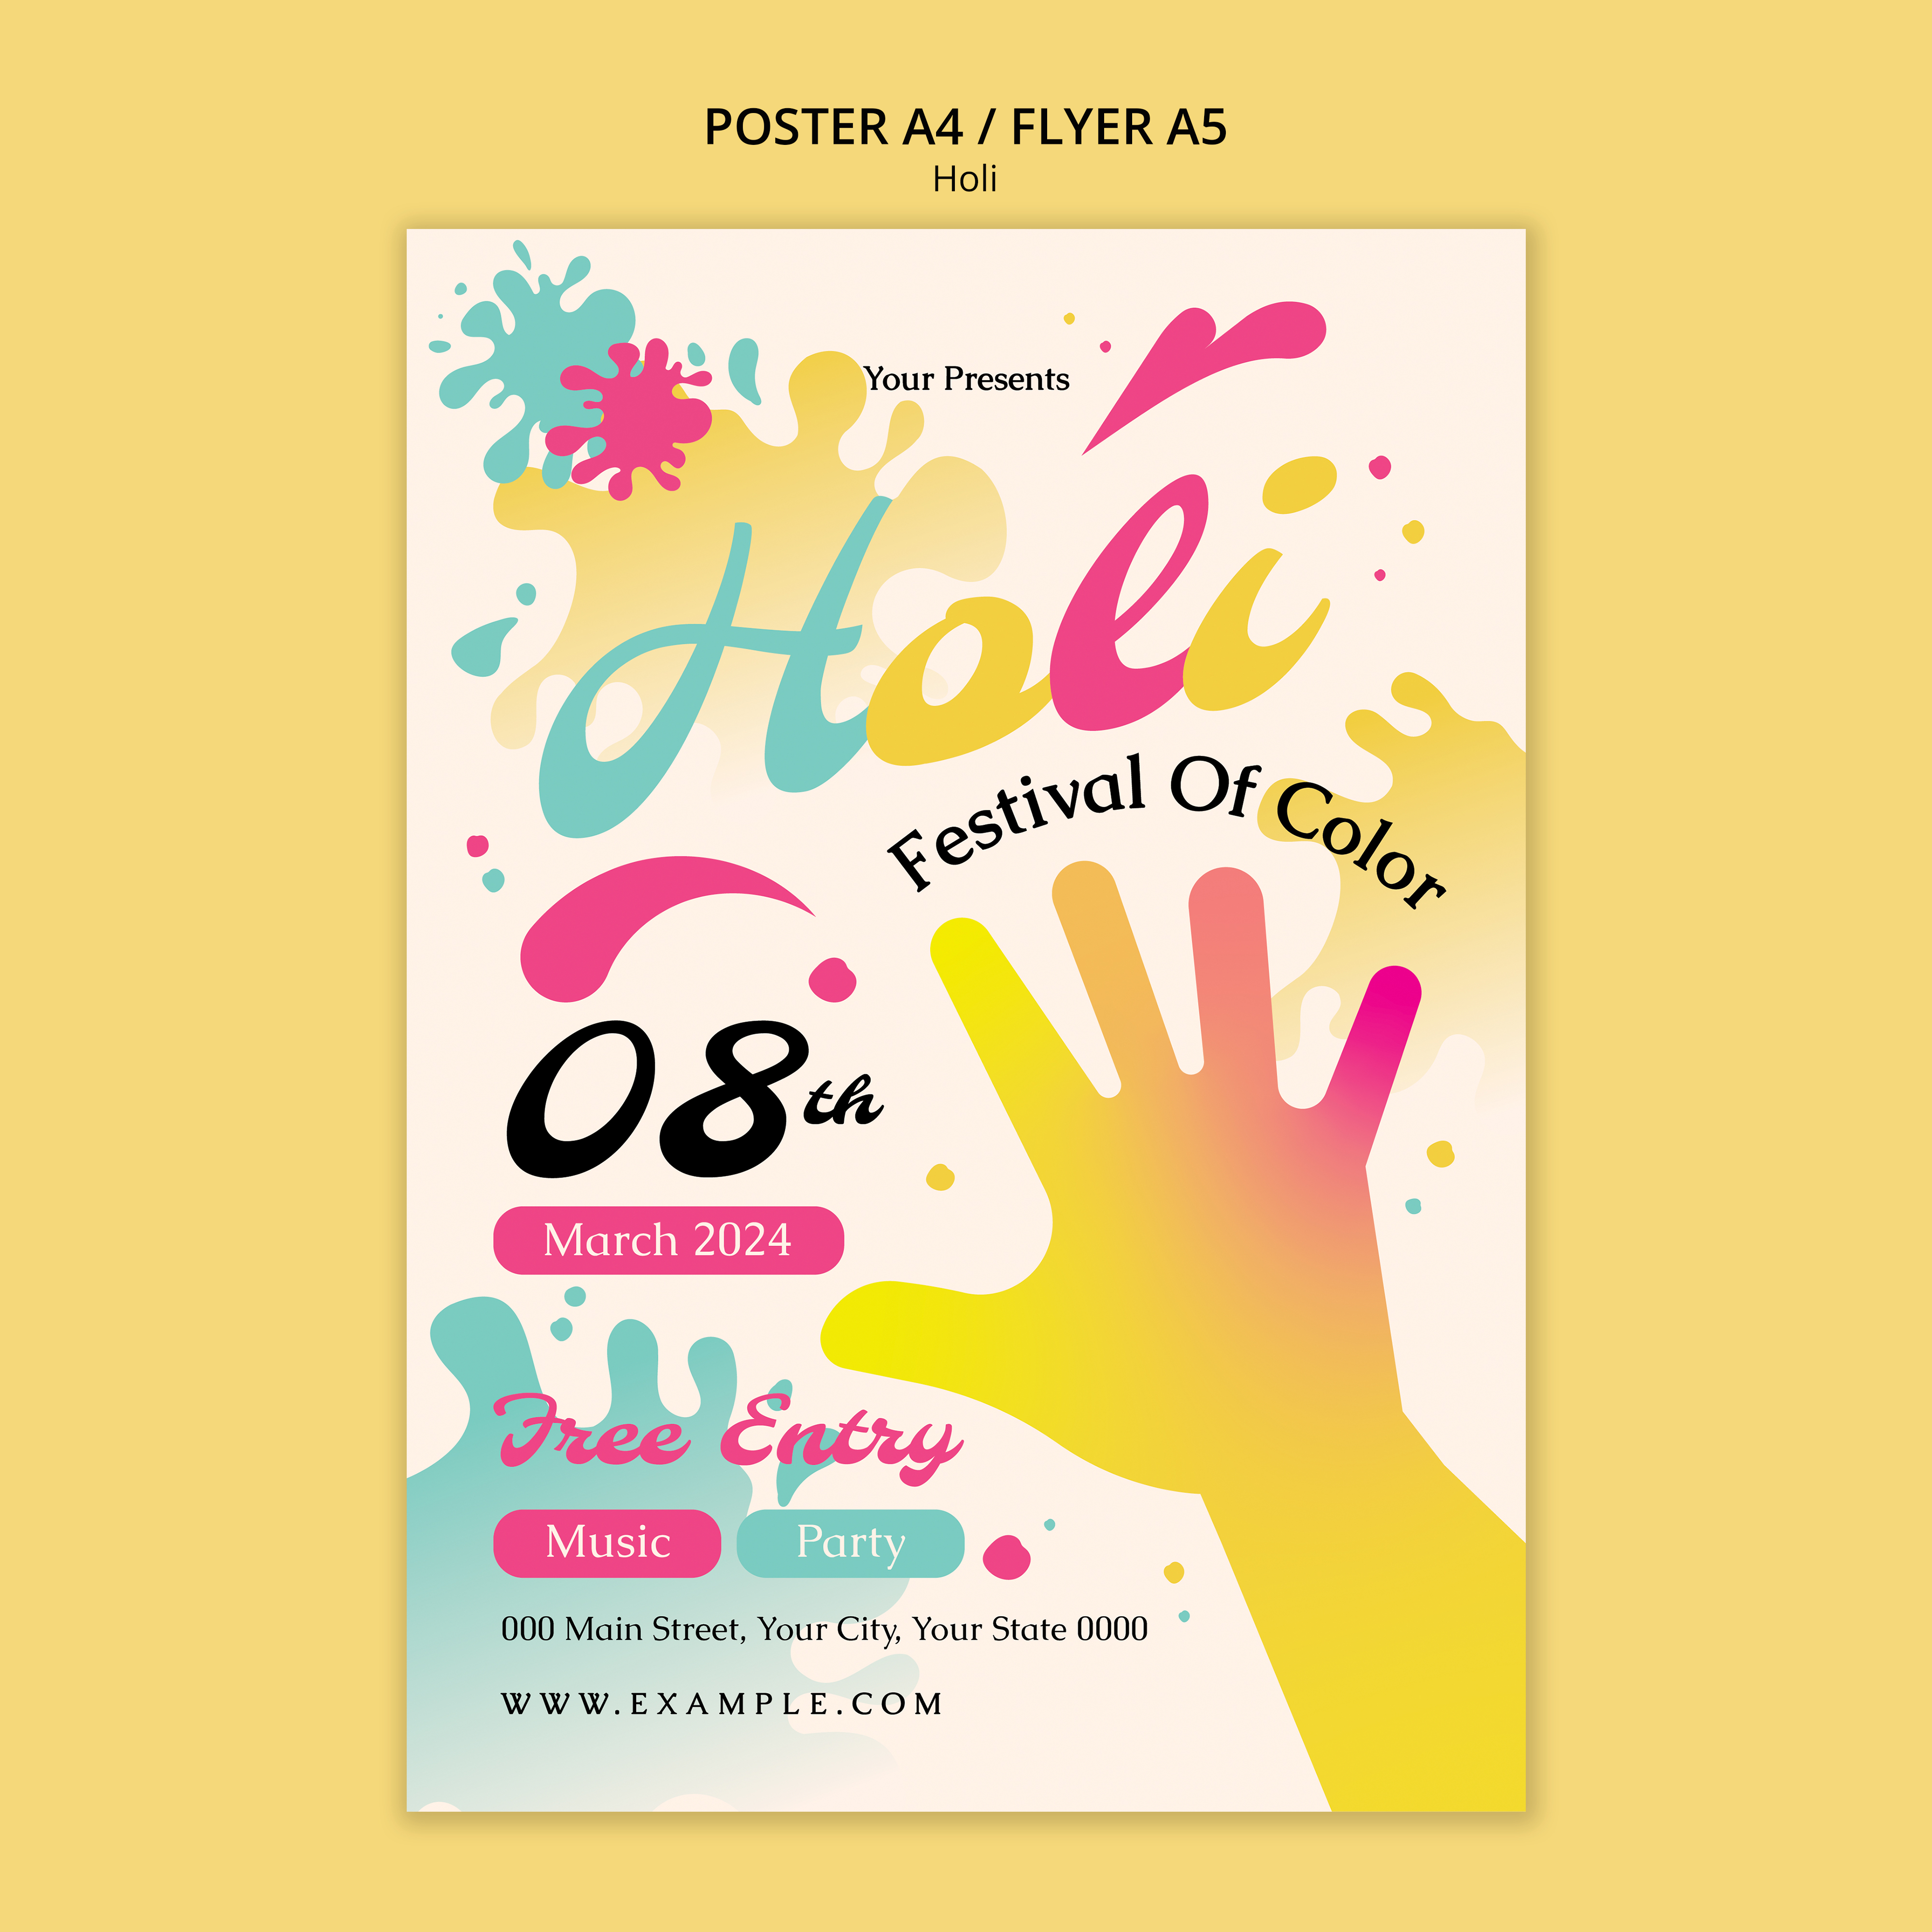 POSTER A4 / FLYER A5
Holi
Your Presents
Holi
Festival Of Color
08th
March 2024
Free Entry
Music
Party
000 Main Street, Your City, Your State 0000
WWW.EXAMPLE.COM